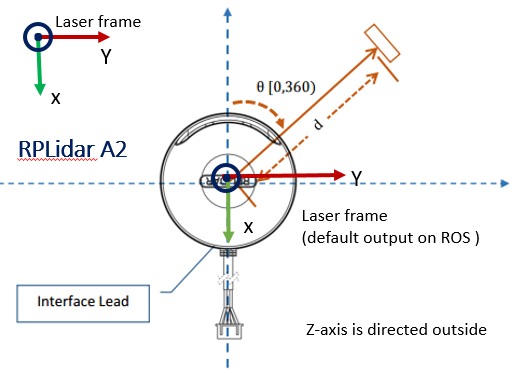 Laser frame
Y
x
θ [0,360)
d
RPLidar A2
Y
x
Laser frame
(default output on ROS )
Interface Lead
Z-axis is directed outside